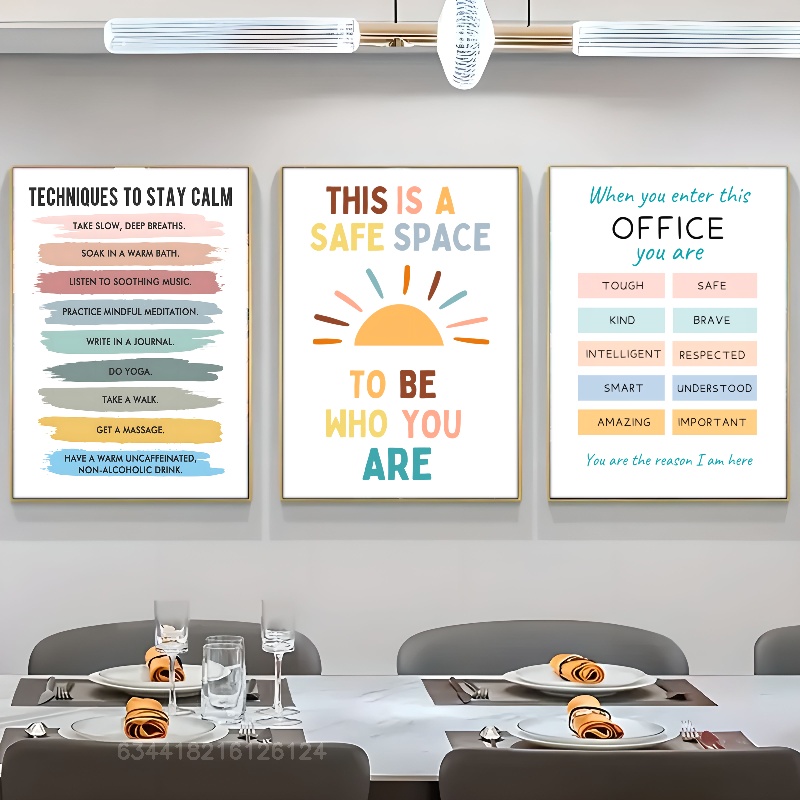 TECHNIQUES TO STAY CALM
TAKE SLOW, DEEP BREATHS.
SOAK IN A WARM BATH.
LISTEN TO SOOTHING MUSIC.
PRACTICE MINDFUL MEDITATION.
WRITE IN A JOURNAL.
DO YOGA.
TAKE A WALK.
GET A MASSAGE.
HAVE A WARM UNCAFFEINATED,
NON-ALCOHOLIC DRINK.
THIS IS A
SAFE SPACE
TO BE
WHO YOU
ARE
When you enter this
OFFICE
you are
TOUGH SAFE
KIND BRAVE
INTELLIGENT RESPECTED
SMART UNDERSTOOD
AMAZING IMPORTANT
You are the reason I am here
634418216126124